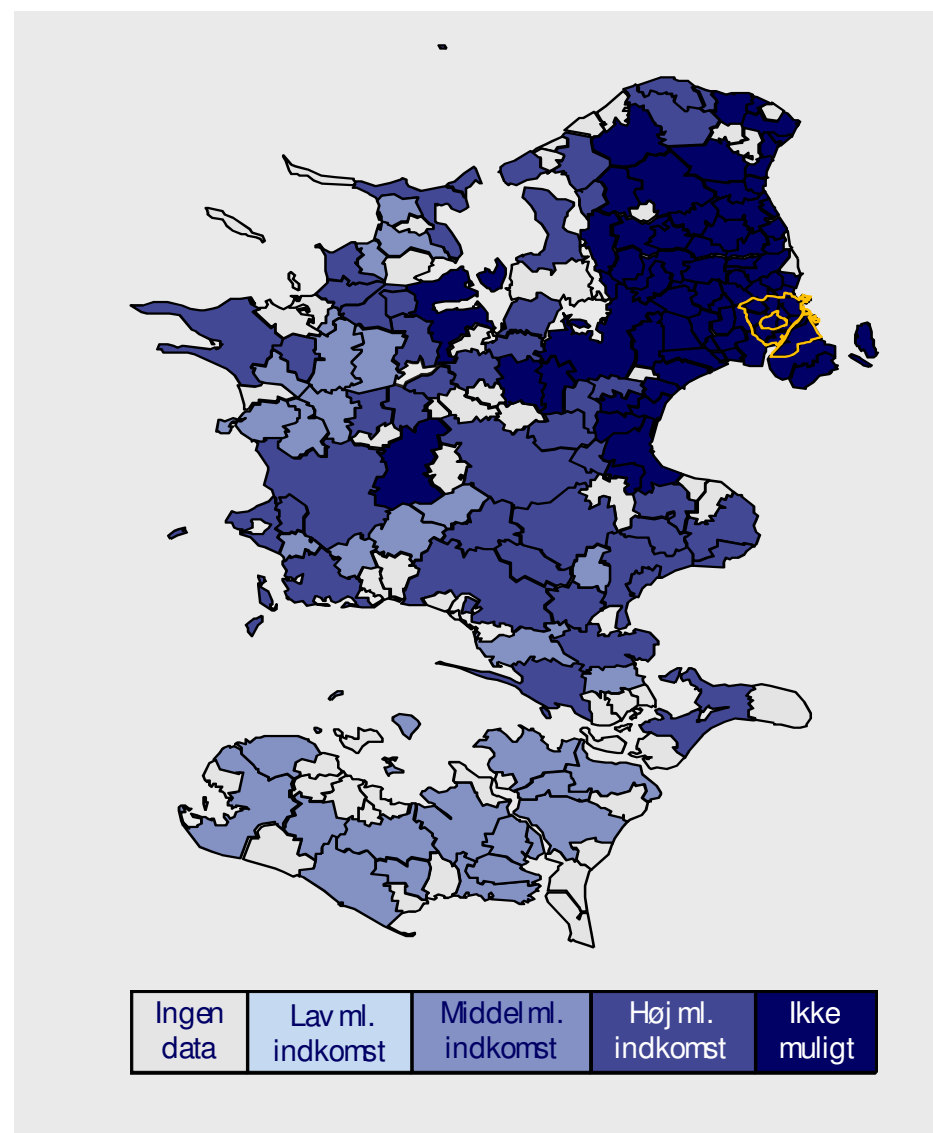 Ingen
data
Lav ml.
indkomst
Middel ml.
indkomst
Høj ml.
indkomst
Ikke
muligt